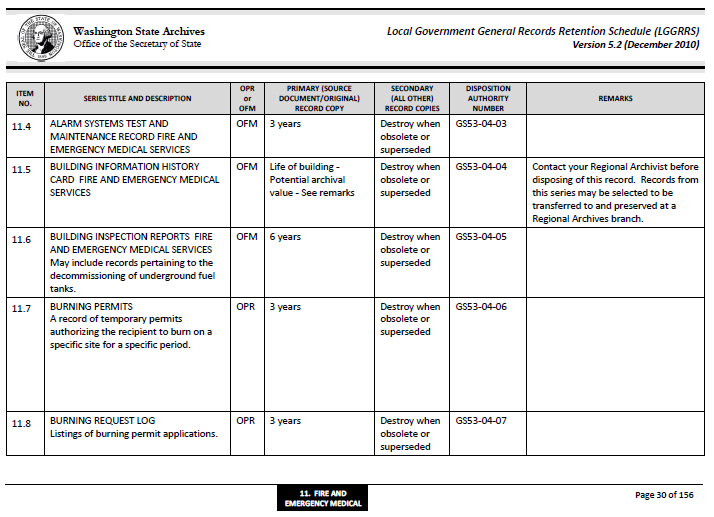 Washington State Archives
Office of the Secretary of State
Local Government General Records Retention Schedule (LGGRRS)
Version 5.2 (December 2010)
ITEM
NO.
SERIES TITLE AND DESCRIPTION
OPR
or
OFM
PRIMARY (SOURCE
DOCUMENT/ORIGINAL)
RECORD COPY
SECONDARY
(ALL OTHER)
RECORD COPIES
DISPOSITION
AUTHORITY
NUMBER
REMARKS
11.4
ALARM SYSTEMS TEST AND
MAINTENANCE RECORD FIRE AND
EMERGENCY MEDICAL SERVICES
OFM
3 years
Destroy when
obsolete or
superseded
GS53-04-03
11.5
BUILDING INFORMATION HISTORY
CARD FIRE AND EMERGENCY MEDICAL
SERVICES
OFM
Life of building -
Potential archival
value - See remarks
Destroy when
obsolete or
superseded
GS53-04-04
Contact your Regional Archivist before
disposing of this record. Records from
this series may be selected to be
transferred to and preserved at a
Regional Archives branch.
11.6
BUILDING INSPECTION REPORTS FIRE
AND EMERGENCY MEDICAL SERVICES
May include records pertaining to the
decommissioning of underground fuel
tanks.
OFM
6 years
Destroy when
obsolete or
superseded
GS53-04-05
11.7
BURNING PERMITS
A record of temporary permits
authorizing the recipient to burn on a
specific site for a specific period.
OPR
3 years
Destroy when
obsolete or
superseded
GS53-04-06
11.8
BURNING REQUEST LOG
Listings of burning permit applications.
OPR
3 years
Destroy when
obsolete or
superseded
GS53-04-07
11. FIRE AND
EMERGENCY MEDICAL
Page 30 of 156